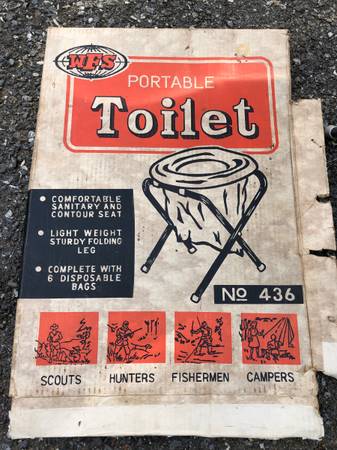 WFS
PORTABLE
Toilet
• COMFORTABLE
SANITARY AND
CONTOUR SEAT
• LIGHT WEIGHT
STURDY FOLDING
LEG
• COMPLETE WITH
6 DISPOSABLE
BAGS
No 436
SCOUTS HUNTERS FISHERMEN CAMPERS